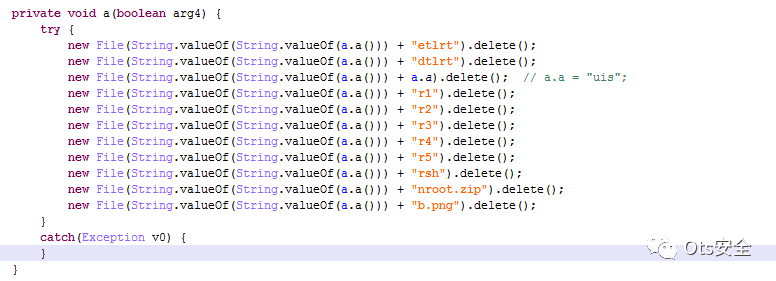 private void a(boolean arg4) {
    try {
        new File(String.valueOf(String.valueOf(a.a())) + "etlrt").delete();
        new File(String.valueOf(String.valueOf(a.a())) + "dtlrt").delete();
        new File(String.valueOf(String.valueOf(a.a())) + a.a).delete();  // a.a = "uis";
        new File(String.valueOf(String.valueOf(a.a())) + "r1").delete();
        new File(String.valueOf(String.valueOf(a.a())) + "r2").delete();
        new File(String.valueOf(String.valueOf(a.a())) + "r3").delete();
        new File(String.valueOf(String.valueOf(a.a())) + "r4").delete();
        new File(String.valueOf(String.valueOf(a.a())) + "r5").delete();
        new File(String.valueOf(String.valueOf(a.a())) + "rsh").delete();
        new File(String.valueOf(String.valueOf(a.a())) + "nroot.zip").delete();
        new File(String.valueOf(String.valueOf(a.a())) + "b.png").delete();
    }
    catch(Exception v0) {
    }
}
Ots安全